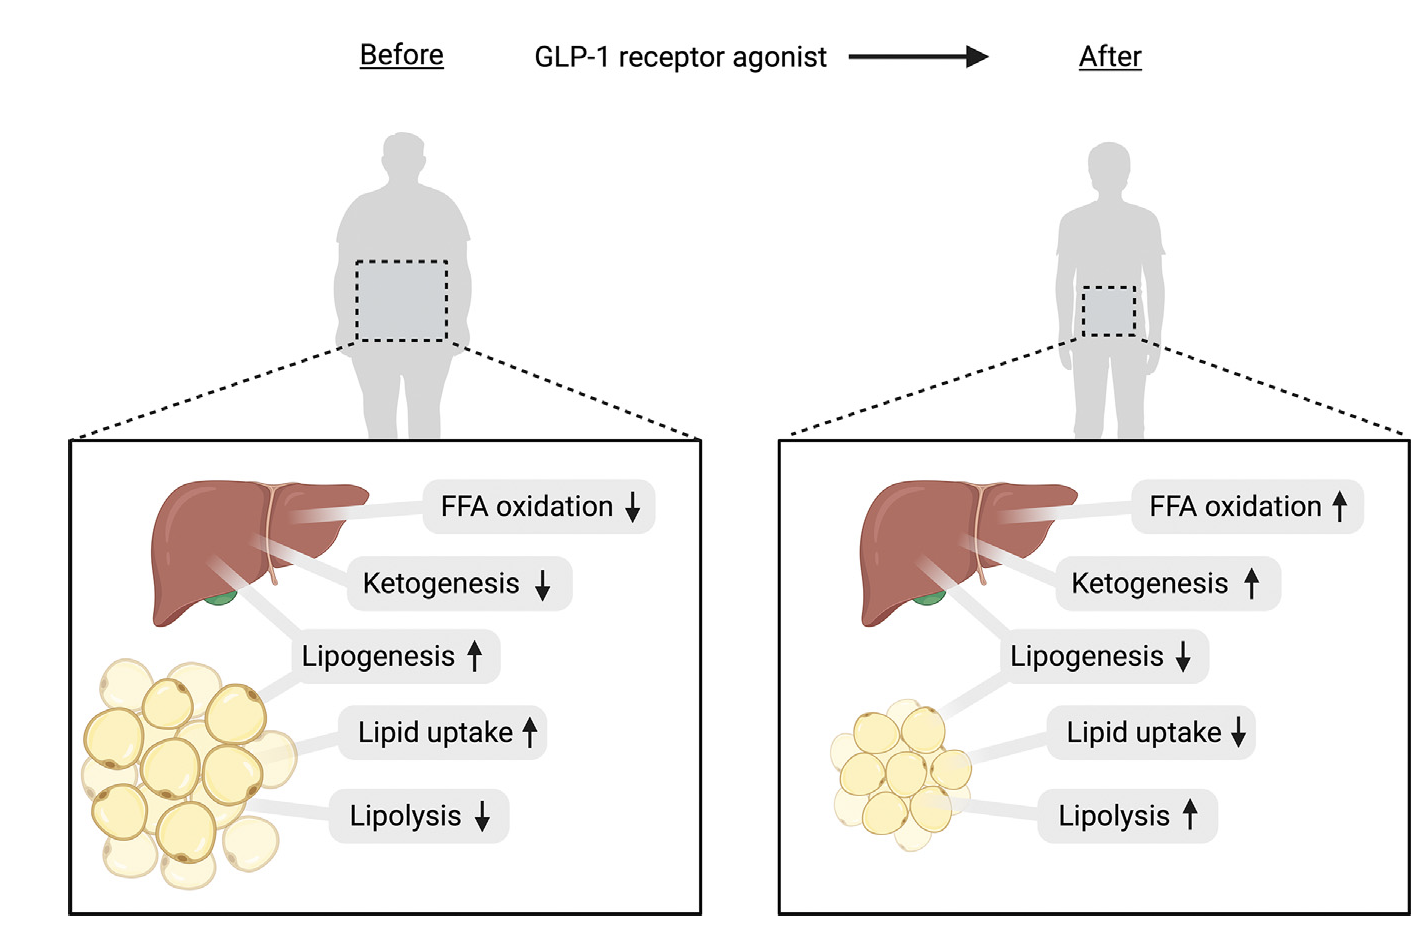 Before
GLP-1 receptor agonist
After
FFA oxidation ↓
Ketogenesis ↓
Lipogenesis ↑
Lipid uptake ↑
Lipolysis ↓
FFA oxidation ↑
Ketogenesis ↑
Lipogenesis ↓
Lipid uptake ↓
Lipolysis ↑